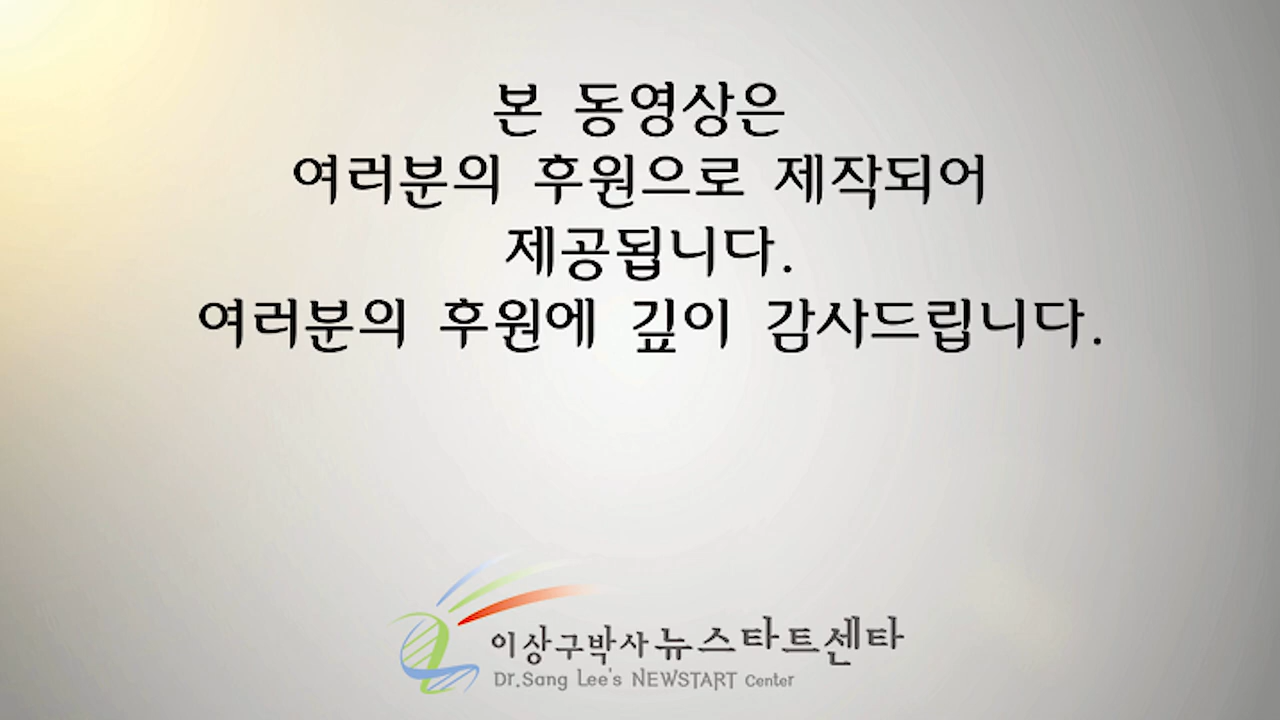 본 동영상은
여러분의 후원으로 제작되어
제공됩니다.
여러분의 후원에 깊이 감사드립니다.
이상구박사 뉴스타트센타
Dr.Sang Lee's NEWSTART Center